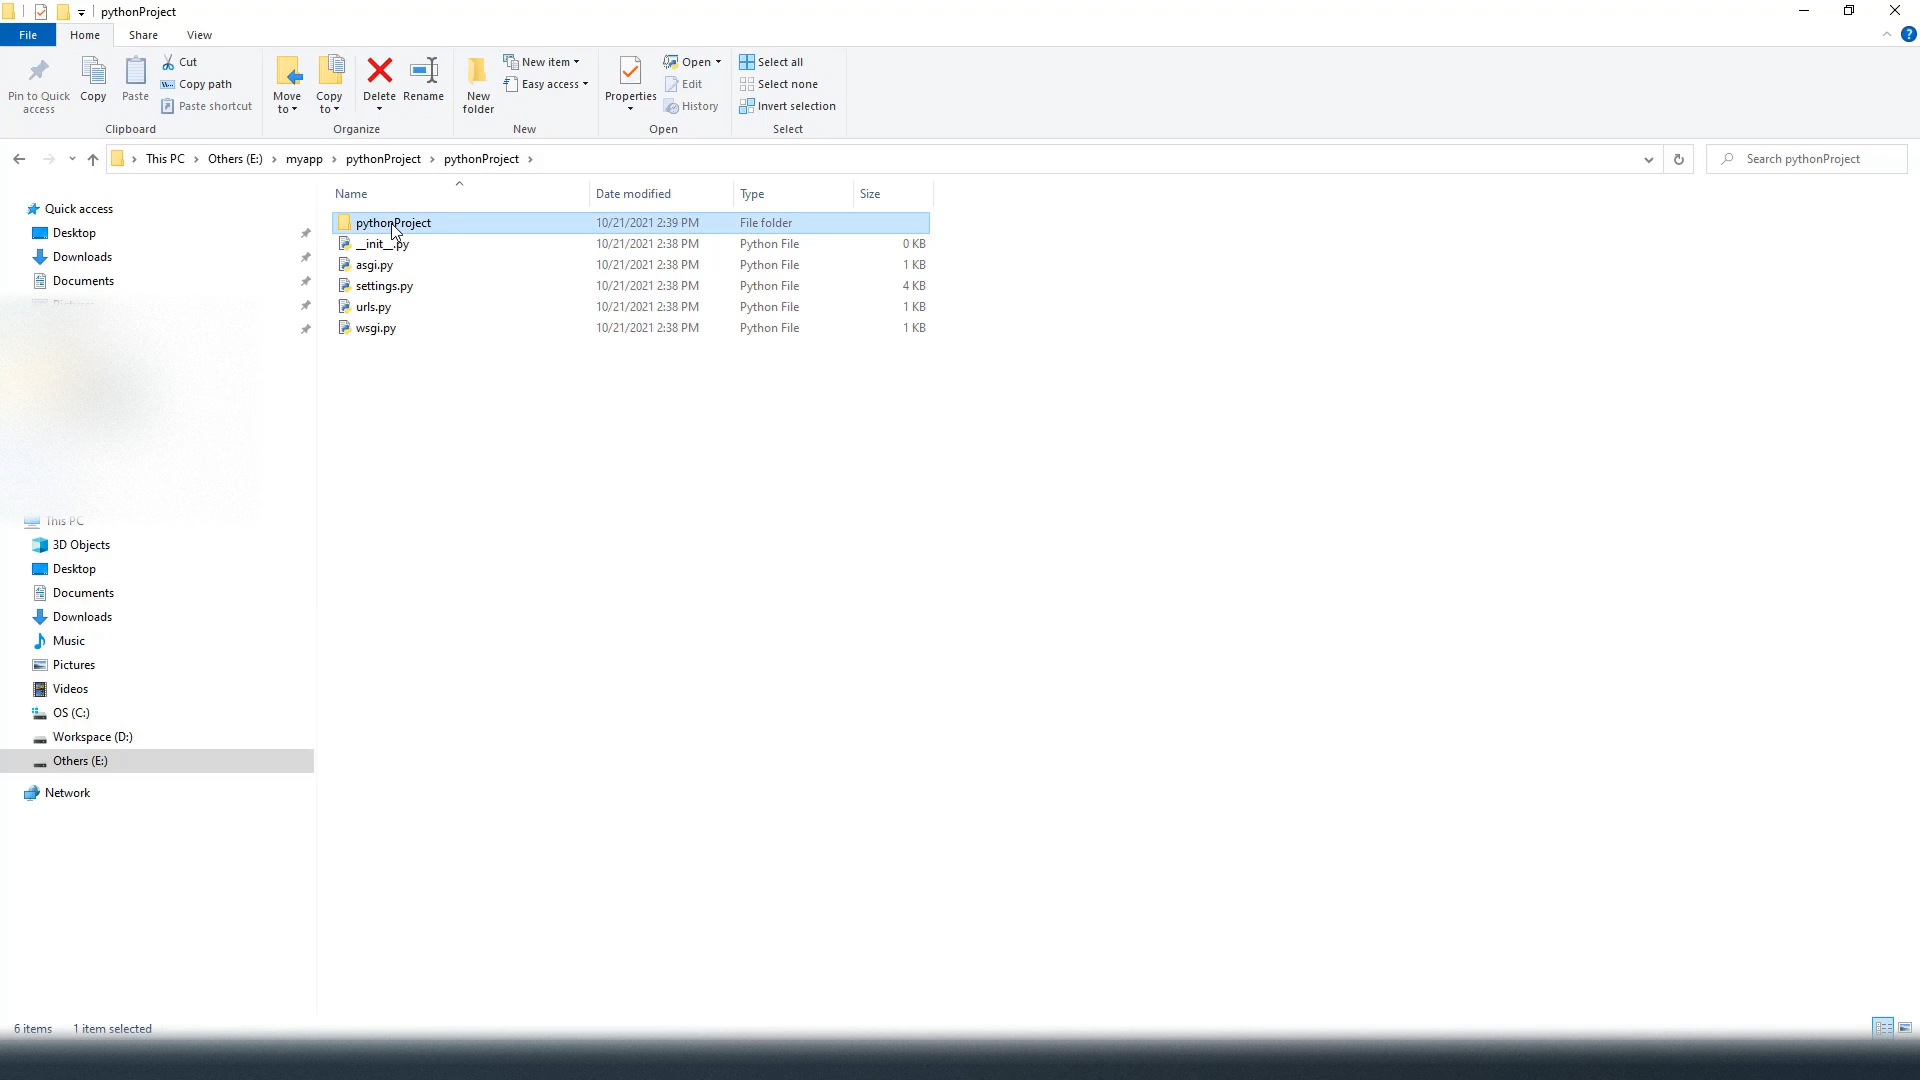 pythonProject
File Home Share View
Pin to Quick access
Copy
Paste
Cut
Copy path
Paste shortcut
Clipboard
Move to
Copy to
Delete
Rename
Organize
New folder
New item
Easy access
New
Properties
Open
Edit
History
Open
Select all
Select none
Invert selection
Select
This PC > Others (E:) > myapp > pythonProject > pythonProject >
Search pythonProject
Name Date modified Type Size
pythonProject 10/21/2021 2:39 PM File folder
__init__.py 10/21/2021 2:38 PM Python File 0 KB
asgi.py 10/21/2021 2:38 PM Python File 1 KB
settings.py 10/21/2021 2:38 PM Python File 4 KB
urls.py 10/21/2021 2:38 PM Python File 1 KB
wsgi.py 10/21/2021 2:38 PM Python File 1 KB
Quick access
Desktop
Downloads
Documents
Pictures
This PC
3D Objects
Desktop
Documents
Downloads
Music
Pictures
Videos
OS (C:)
Workspace (D:)
Others (E:)
Network
6 items 1 item selected